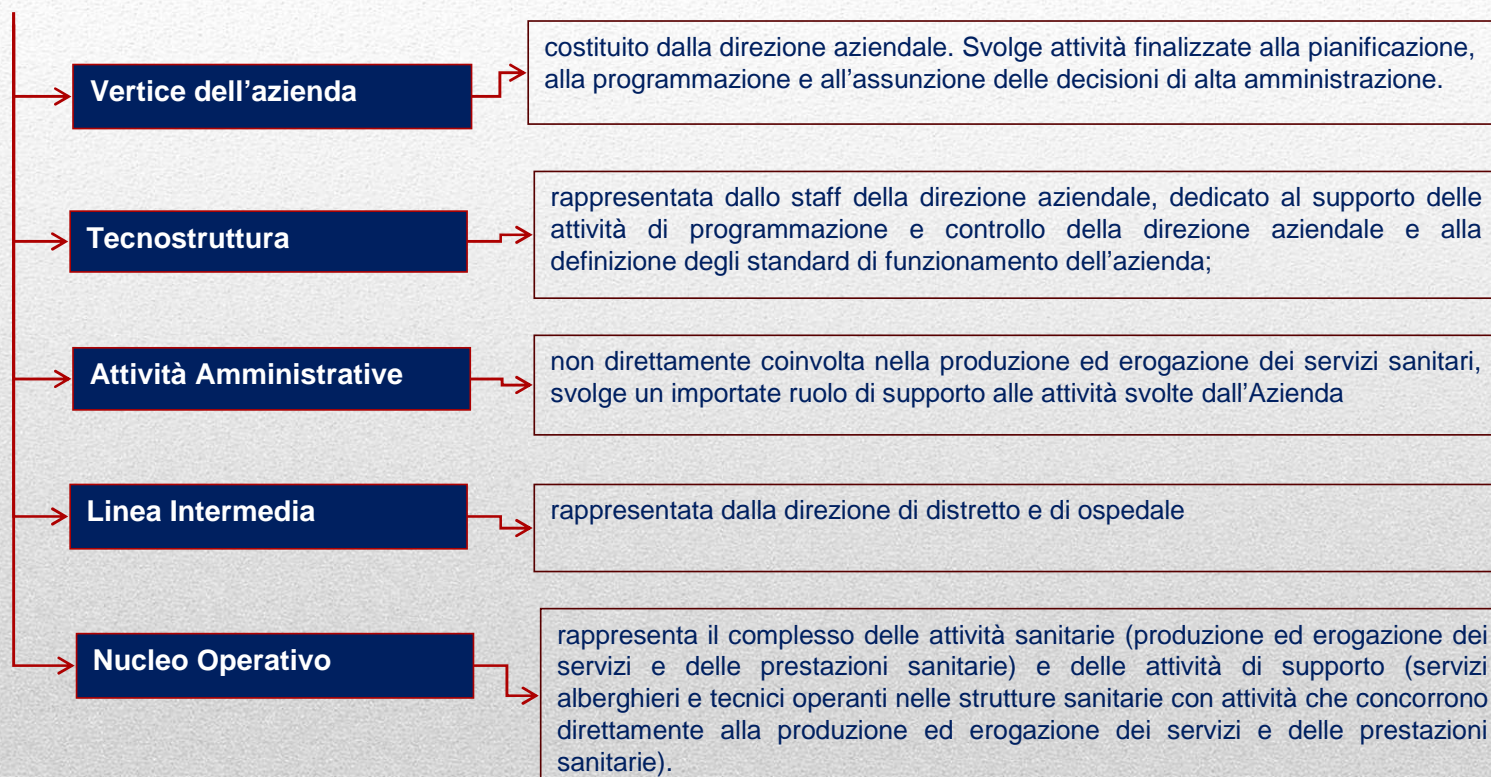 Vertice dell’azienda
costituito dalla direzione aziendale. Svolge attività finalizzate alla pianificazione,
alla programmazione e all’assunzione delle decisioni di alta amministrazione.
Tecnostruttura
rappresentata dallo staff della direzione aziendale, dedicato al supporto delle
attività di programmazione e controllo della direzione aziendale e alla
definizione degli standard di funzionamento dell’azienda;
Attività Amministrative
non direttamente coinvolta nella produzione ed erogazione dei servizi sanitari,
svolge un importate ruolo di supporto alle attività svolte dall’Azienda
Linea Intermedia
rappresentata dalla direzione di distretto e di ospedale
Nucleo Operativo
rappresenta il complesso delle attività sanitarie (produzione ed erogazione dei
servizi e delle prestazioni sanitarie) e delle attività di supporto (servizi
alberghieri e tecnici operanti nelle strutture sanitarie con attività che concorrono
direttamente alla produzione ed erogazione dei servizi e delle prestazioni
sanitarie).